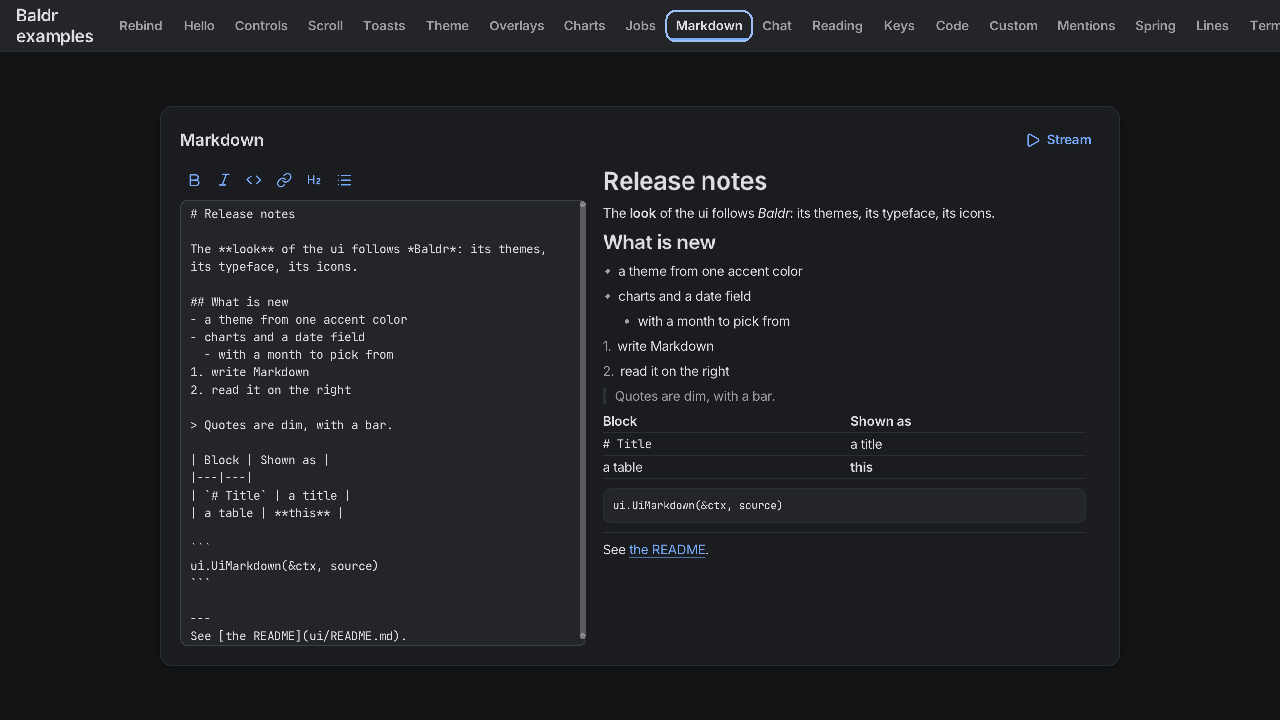 Baldr examples
Rebind Hello Controls Scroll Toasts Theme Overlays Charts Jobs Markdown Chat Reading Keys Code Custom Mentions Spring Lines
Markdown
Stream
B I <> H2
# Release notes
The **look** of the ui follows *Baldr*: its themes,
its typeface, its icons.
## What is new
- a theme from one accent color
- charts and a date field
  - with a month to pick from
1. write Markdown
2. read it on the right
> Quotes are dim, with a bar.
| Block | Shown as |
|---|---|
| `# Title` | a title |
| a table | **this** |
```
ui.UiMarkdown(&ctx, source)
```
---
See [the README](ui/README.md).
Release notes
The look of the ui follows Baldr: its themes, its typeface, its icons.
What is new
• a theme from one accent color
• charts and a date field
• with a month to pick from
1. write Markdown
2. read it on the right
Quotes are dim, with a bar.
Block Shown as
# Title a title
a table this
ui.UiMarkdown(&ctx, source)
See the README.